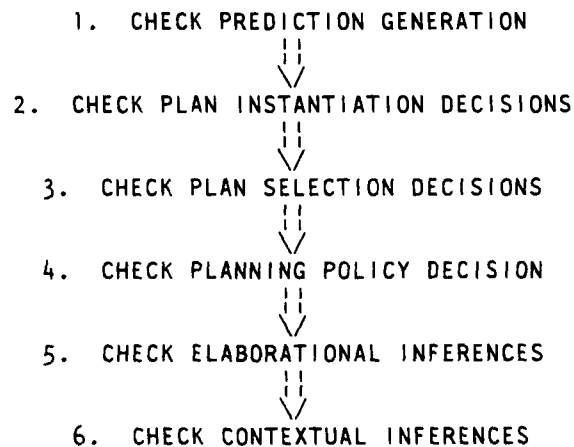 1. CHECK PREDICTION GENERATION
2. CHECK PLAN INSTANTIATION DECISIONS
3. CHECK PLAN SELECTION DECISIONS
4. CHECK PLANNING POLICY DECISION
5. CHECK ELABORATIONAL INFERENCES
6. CHECK CONTEXTUAL INFERENCES